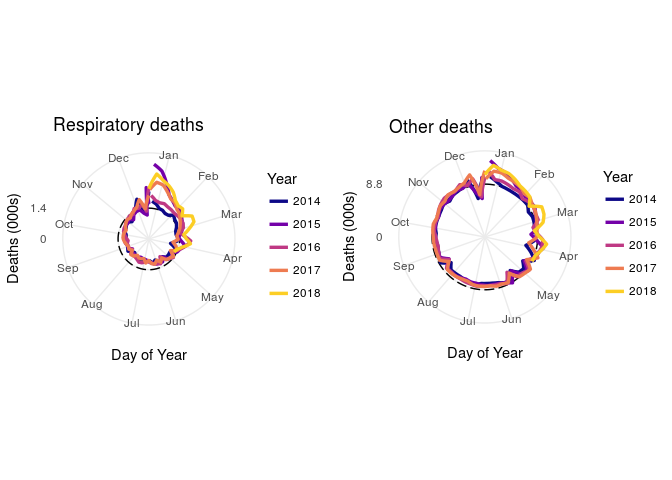 Respiratory deaths
Deaths (000s)
1.4
0
Jan
Feb
Mar
Apr
May
Jun
Jul
Aug
Sep
Oct
Nov
Dec
Day of Year
Year
2014
2015
2016
2017
2018
Other deaths
Deaths (000s)
8.8
0
Jan
Feb
Mar
Apr
May
Jun
Jul
Aug
Sep
Oct
Nov
Dec
Day of Year
Year
2014
2015
2016
2017
2018